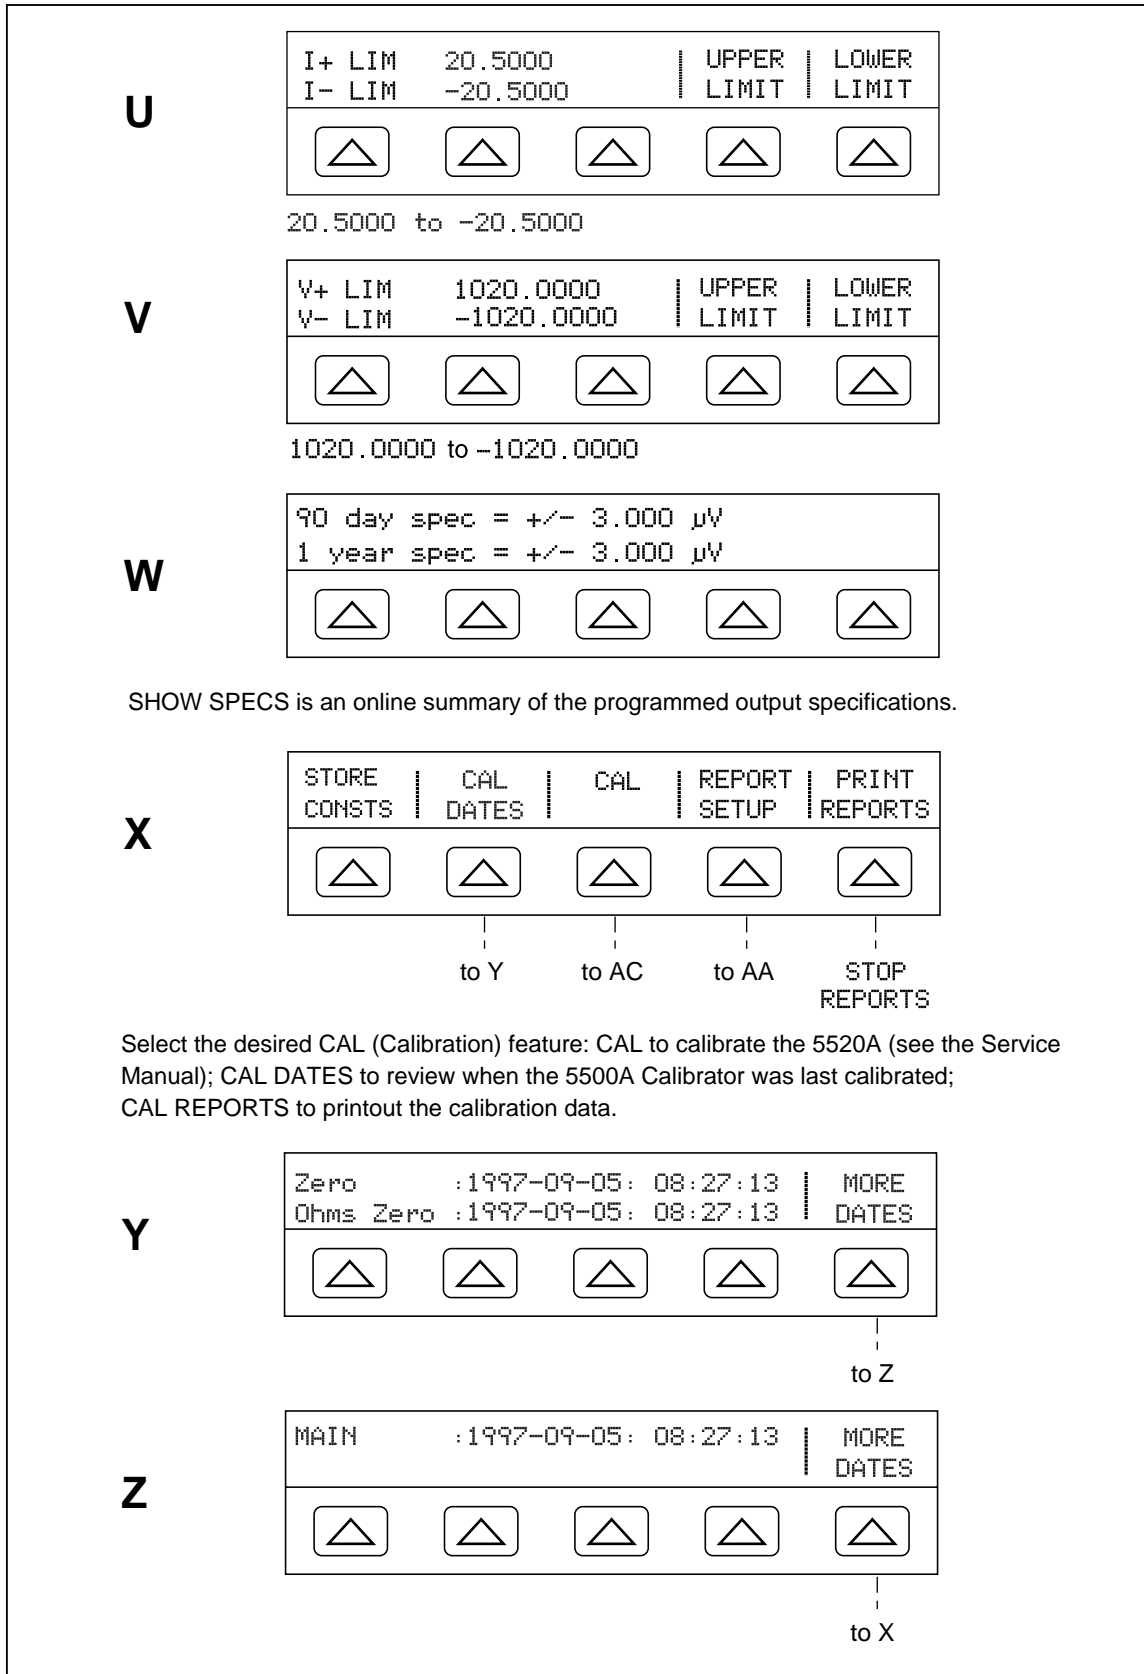 U
I+ LIM 20.5000 UPPER LOWER
I- LIM -20.5000 LIMIT LIMIT
20.5000 to -20.5000
V
V+ LIM 1020.0000 UPPER LOWER
V- LIM -1020.0000 LIMIT LIMIT
1020.0000 to -1020.0000
W
90 day spec = +/- 3.000 µV
1 year spec = +/- 3.000 µV
SHOW SPECS is an online summary of the programmed output specifications.
X
STORE CAL CAL REPORT PRINT
CONSTS DATES SETUP REPORTS
to Y to AC to AA STOP
REPORTS
Select the desired CAL (Calibration) feature: CAL to calibrate the 5520A (see the Service
Manual); CAL DATES to review when the 5500A Calibrator was last calibrated;
CAL REPORTS to printout the calibration data.
Y
Zero :1997-09-05: 08:27:13 MORE
Ohms Zero :1997-09-05: 08:27:13 DATES
to Z
Z
MAIN :1997-09-05: 08:27:13 MORE
DATES
to X